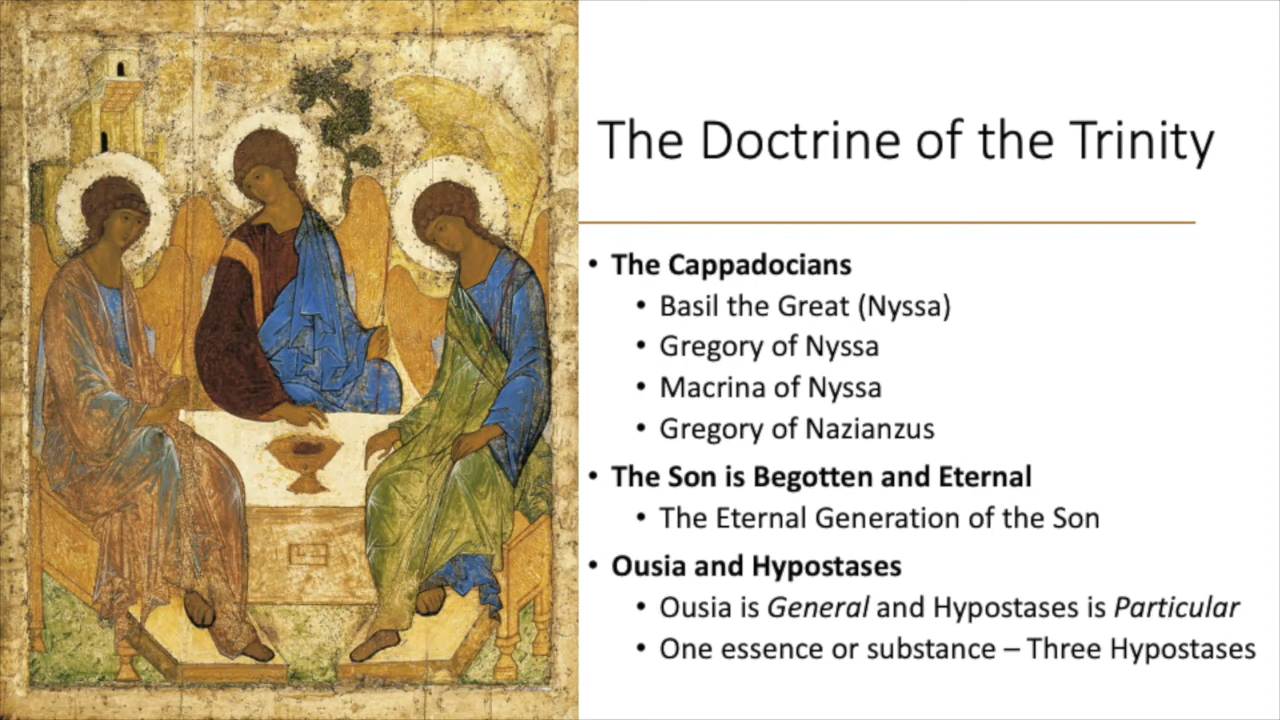 The Doctrine of the Trinity
• The Cappadocians
• Basil the Great (Nyssa)
• Gregory of Nyssa
• Macrina of Nyssa
• Gregory of Nazianzus
• The Son is Begotten and Eternal
• The Eternal Generation of the Son
• Ousia and Hypostases
• Ousia is General and Hypostases is Particular
• One essence or substance – Three Hypostases